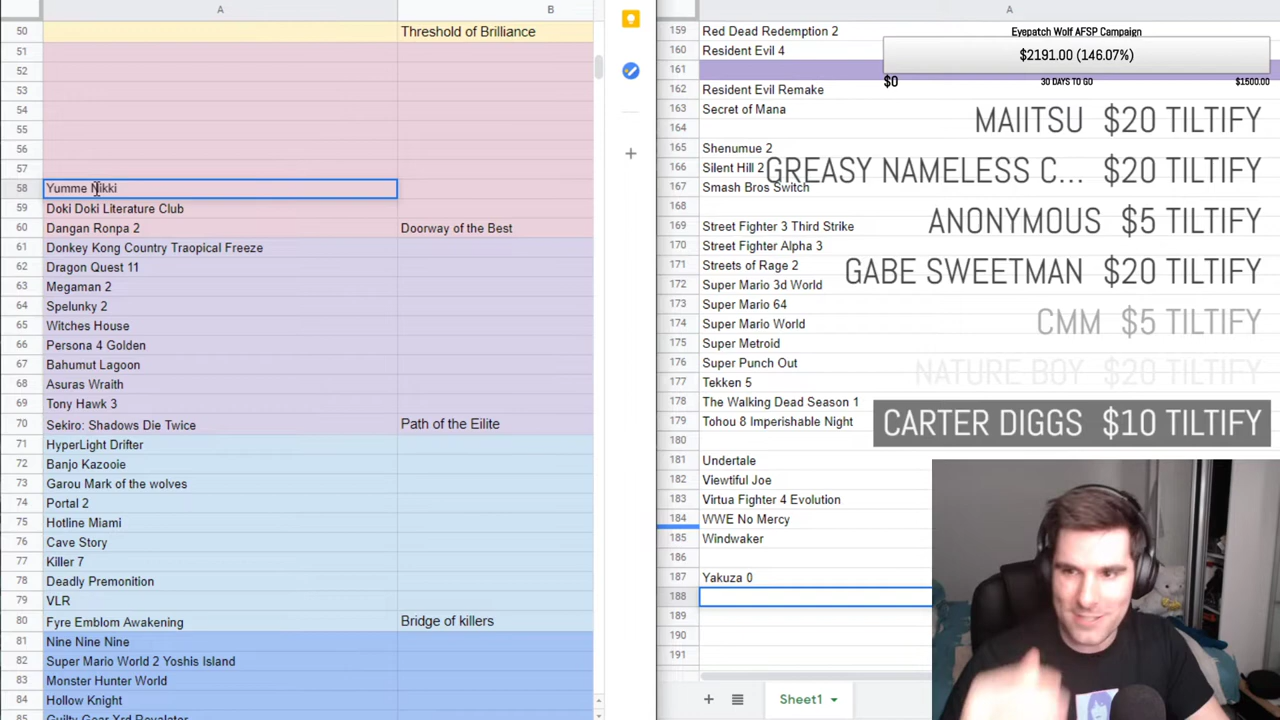 A
B
50 Threshold of Brilliance
51
52
53
54
55
56
57
58 Yumme Nikki
59 Doki Doki Literature Club
60 Dangan Ronpa 2 Doorway of the Best
61 Donkey Kong Country Traopical Freeze
62 Dragon Quest 11
63 Megaman 2
64 Spelunky 2
65 Witches House
66 Persona 4 Golden
67 Bahumut Lagoon
68 Asuras Wraith
69 Tony Hawk 3
70 Sekiro: Shadows Die Twice Path of the Eilite
71 HyperLight Drifter
72 Banjo Kazooie
73 Garou Mark of the wolves
74 Portal 2
75 Hotline Miami
76 Cave Story
77 Killer 7
78 Deadly Premonition
79 VLR
80 Fyre Emblom Awakening Bridge of killers
81 Nine Nine Nine
82 Super Mario World 2 Yoshis Island
83 Monster Hunter World
84 Hollow Knight
85 Guilty Gear Xrd Revalator
A
159 Red Dead Redemption 2
160 Resident Evil 4
161
162 Resident Evil Remake
163 Secret of Mana
164
165 Shenumue 2
166 Silent Hill 2
167 Smash Bros Switch
168
169 Street Fighter 3 Third Strike
170 Street Fighter Alpha 3
171 Streets of Rage 2
172 Super Mario 3d World
173 Super Mario 64
174 Super Mario World
175 Super Metroid
176 Super Punch Out
177 Tekken 5
178 The Walking Dead Season 1
179 Tohou 8 Imperishable Night
180
181 Undertale
182 Viewtiful Joe
183 Virtua Fighter 4 Evolution
184 WWE No Mercy
185 Windwaker
186
187 Yakuza 0
188
189
190
191
Sheet1
Eyepatch Wolf AFSP Campaign
$2191.00 (146.07%)
$0 30 DAYS TO GO $1500.00
MAIITSU $20 TILTIFY
GREASY NAMELESS C... $20 TILTIFY
ANONYMOUS $5 TILTIFY
GABE SWEETMAN $20 TILTIFY
CMM $5 TILTIFY
NATURE BOY $20 TILTIFY
CARTER DIGGS $10 TILTIFY